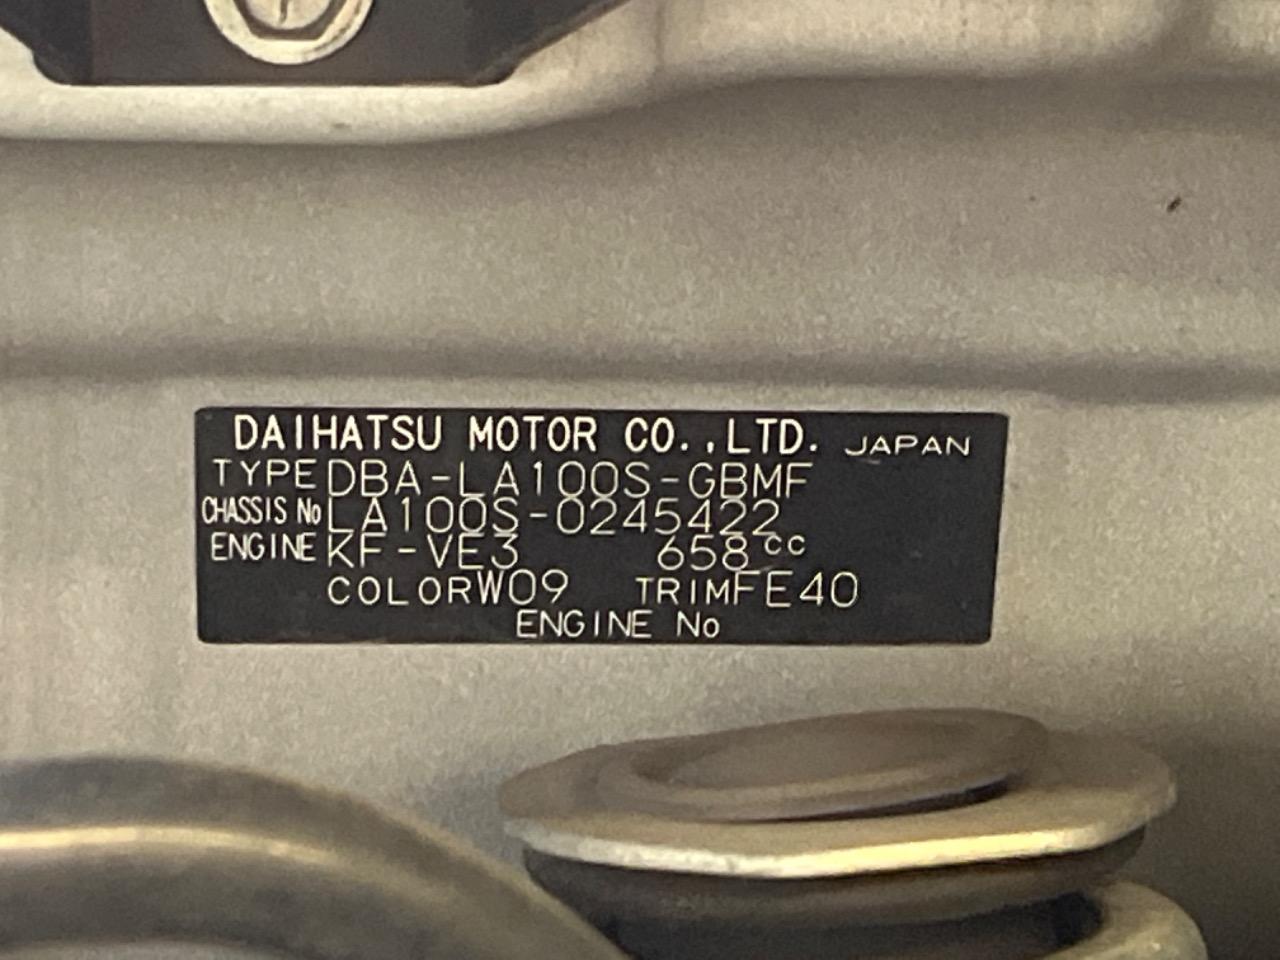 DAIHATSU MOTOR CO.,LTD. JAPAN
TYPE DBA-LA100S-GBMF
CHASSIS No LA100S-0245422
ENGINE KF-VE3 658cc
COLOR W09 TRIM FE40
ENGINE No